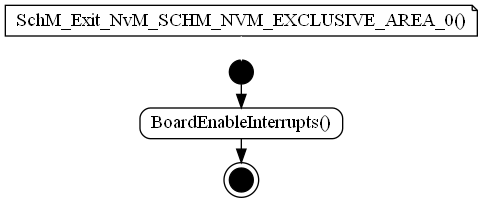 SchM_Exit_NvM_SCHM_NVM_EXCLUSIVE_AREA_0()
BoardEnableInterrupts()